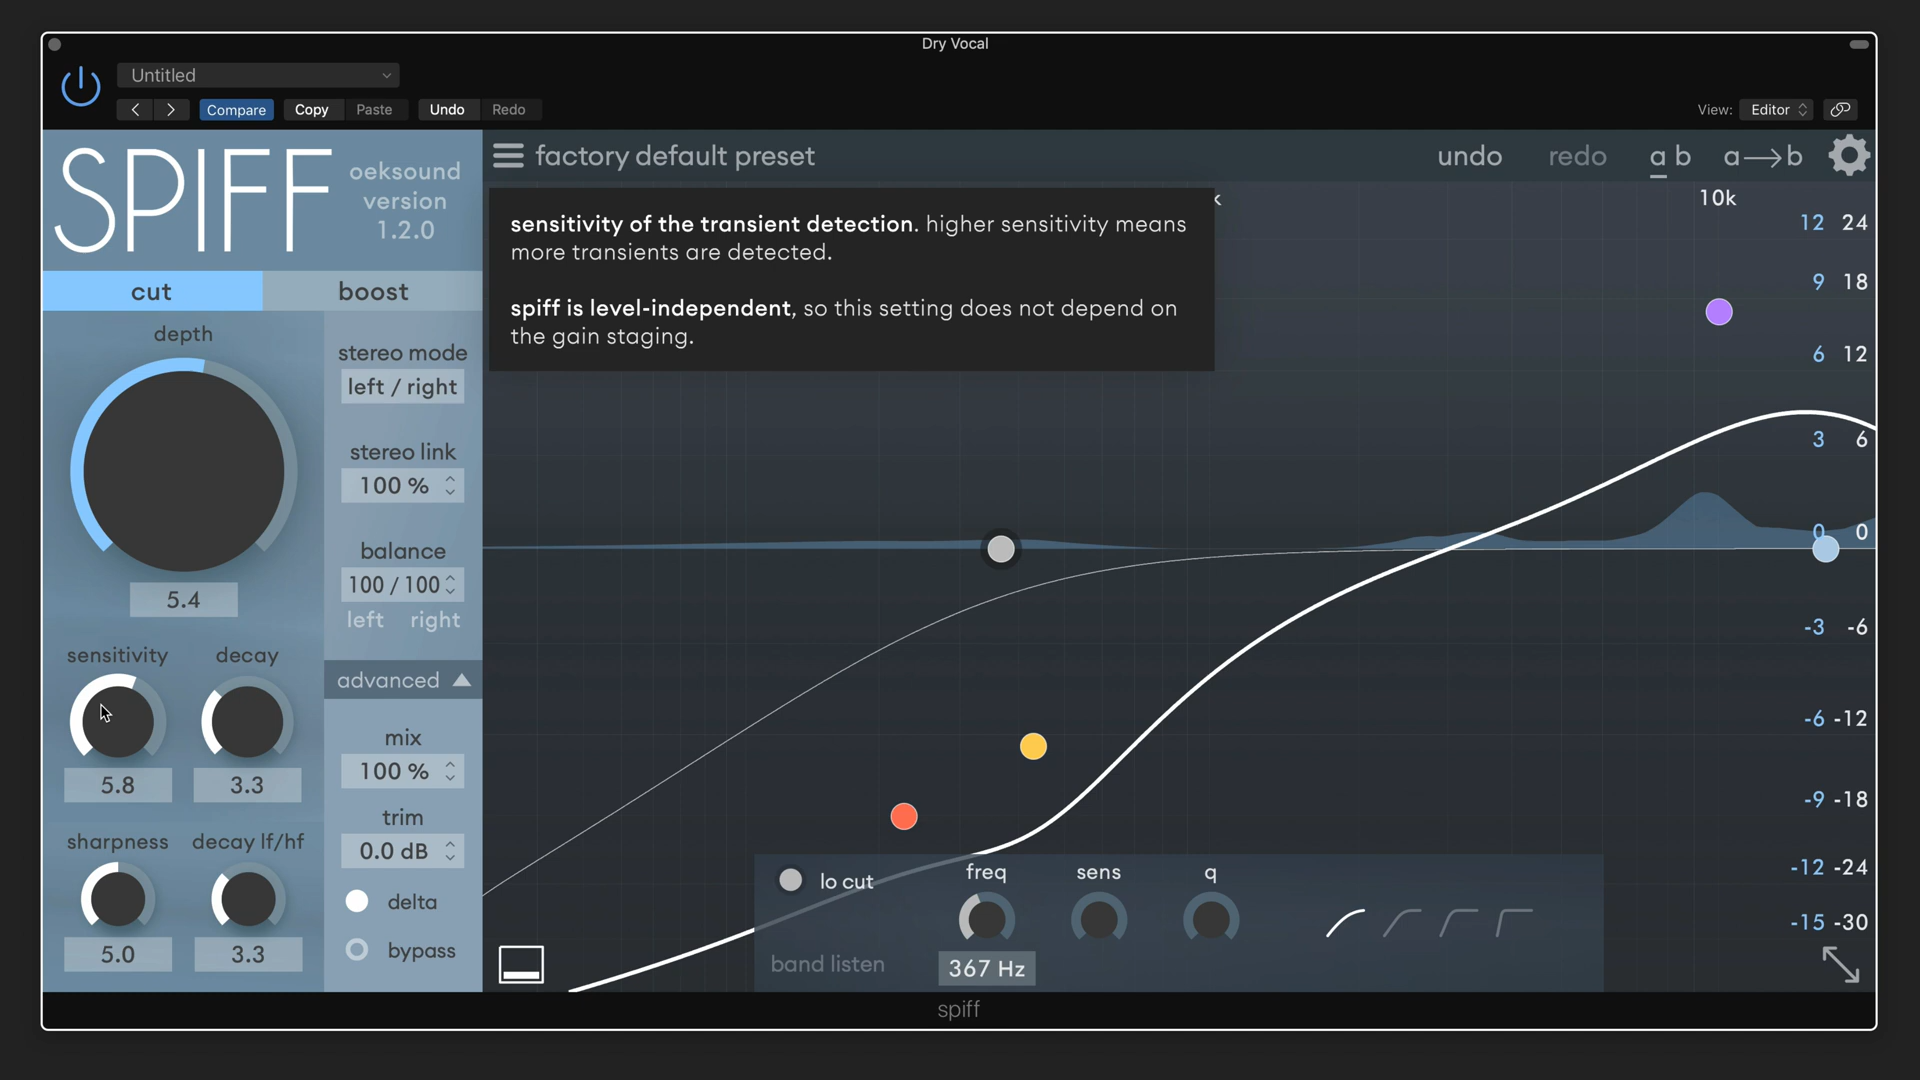 Dry Vocal
Untitled
Compare
Copy
Paste
Undo
Redo
View:
Editor
SPIFF
oeksound
version
1.2.0
factory default preset
undo
redo
a b
a→b
cut
boost
sensitivity of the transient detection. higher sensitivity means
more transients are detected.
spiff is level-independent, so this setting does not depend on
the gain staging.
k
10k
12 24
9 18
6 12
3 6
0 0
-3 -6
-6 -12
-9 -18
-12 -24
-15 -30
depth
5.4
sensitivity
5.8
decay
3.3
sharpness
5.0
decay lf/hf
3.3
stereo mode
left / right
stereo link
100 %
balance
100 / 100
left right
advanced
mix
100 %
trim
0.0 dB
delta
bypass
lo cut
freq
sens
q
band listen
367 Hz
spiff